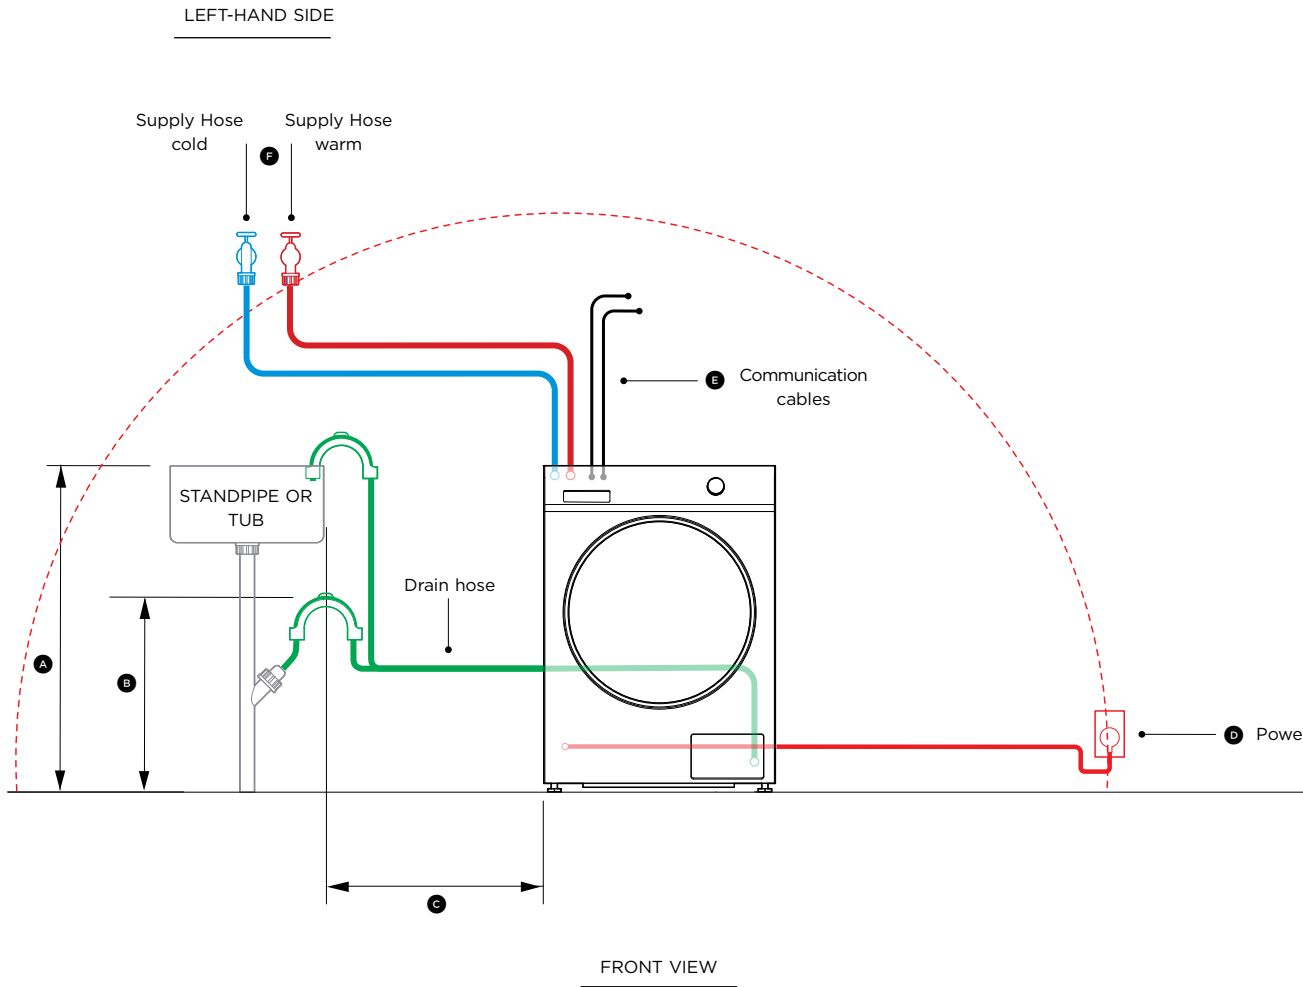 LEFT-HAND SIDE
Supply Hose
cold
F
Supply Hose
warm
E
Communication
cables
STANDPIPE OR
TUB
Drain hose
A
B
D
Powe
C
FRONT VIEW